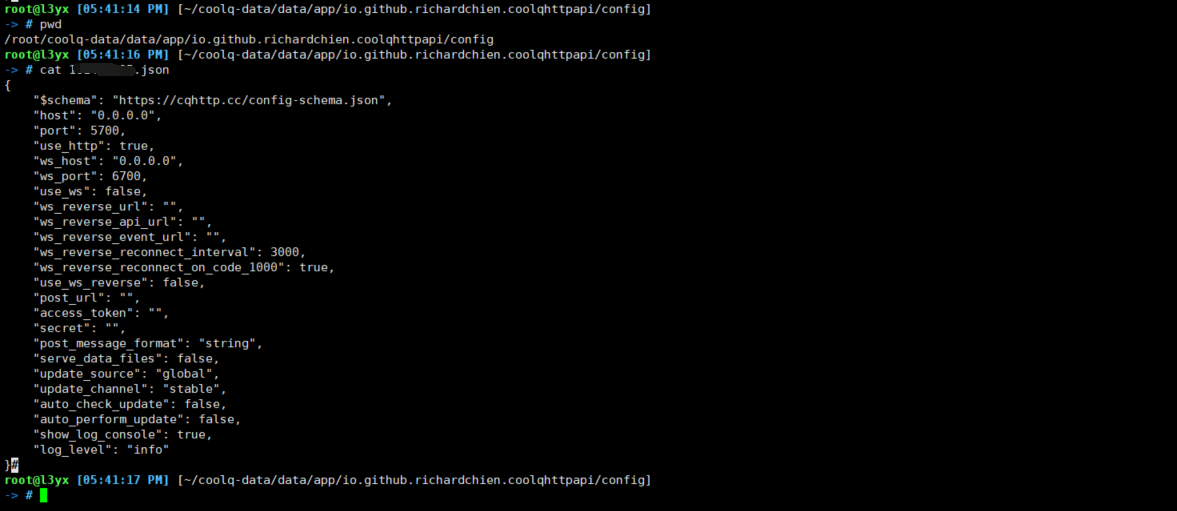 root@l3yx [05:41:14 PM] [~/coolq-data/data/app/io.github.richardchien.coolqhttpapi/config]
-> # pwd
/root/coolq-data/data/app/io.github.richardchien.coolqhttpapi/config
root@l3yx [05:41:16 PM] [~/coolq-data/data/app/io.github.richardchien.coolqhttpapi/config]
-> # cat .json
{
    "$schema": "https://cqhttp.cc/config-schema.json",
    "host": "0.0.0.0",
    "port": 5700,
    "use_http": true,
    "ws_host": "0.0.0.0",
    "ws_port": 6700,
    "use_ws": false,
    "ws_reverse_url": "",
    "ws_reverse_api_url": "",
    "ws_reverse_event_url": "",
    "ws_reverse_reconnect_interval": 3000,
    "ws_reverse_reconnect_on_code_1000": true,
    "use_ws_reverse": false,
    "post_url": "",
    "access_token": "",
    "secret": "",
    "post_message_format": "string",
    "serve_data_files": false,
    "update_source": "global",
    "update_channel": "stable",
    "auto_check_update": false,
    "auto_perform_update": false,
    "show_log_console": true,
    "log_level": "info"
}#
root@l3yx [05:41:17 PM] [~/coolq-data/data/app/io.github.richardchien.coolqhttpapi/config]
-> #